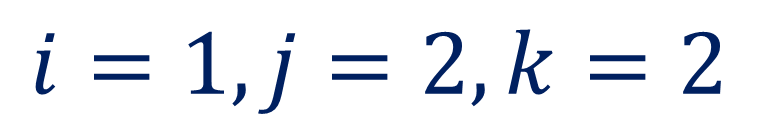 i = 1, j = 2, k = 2